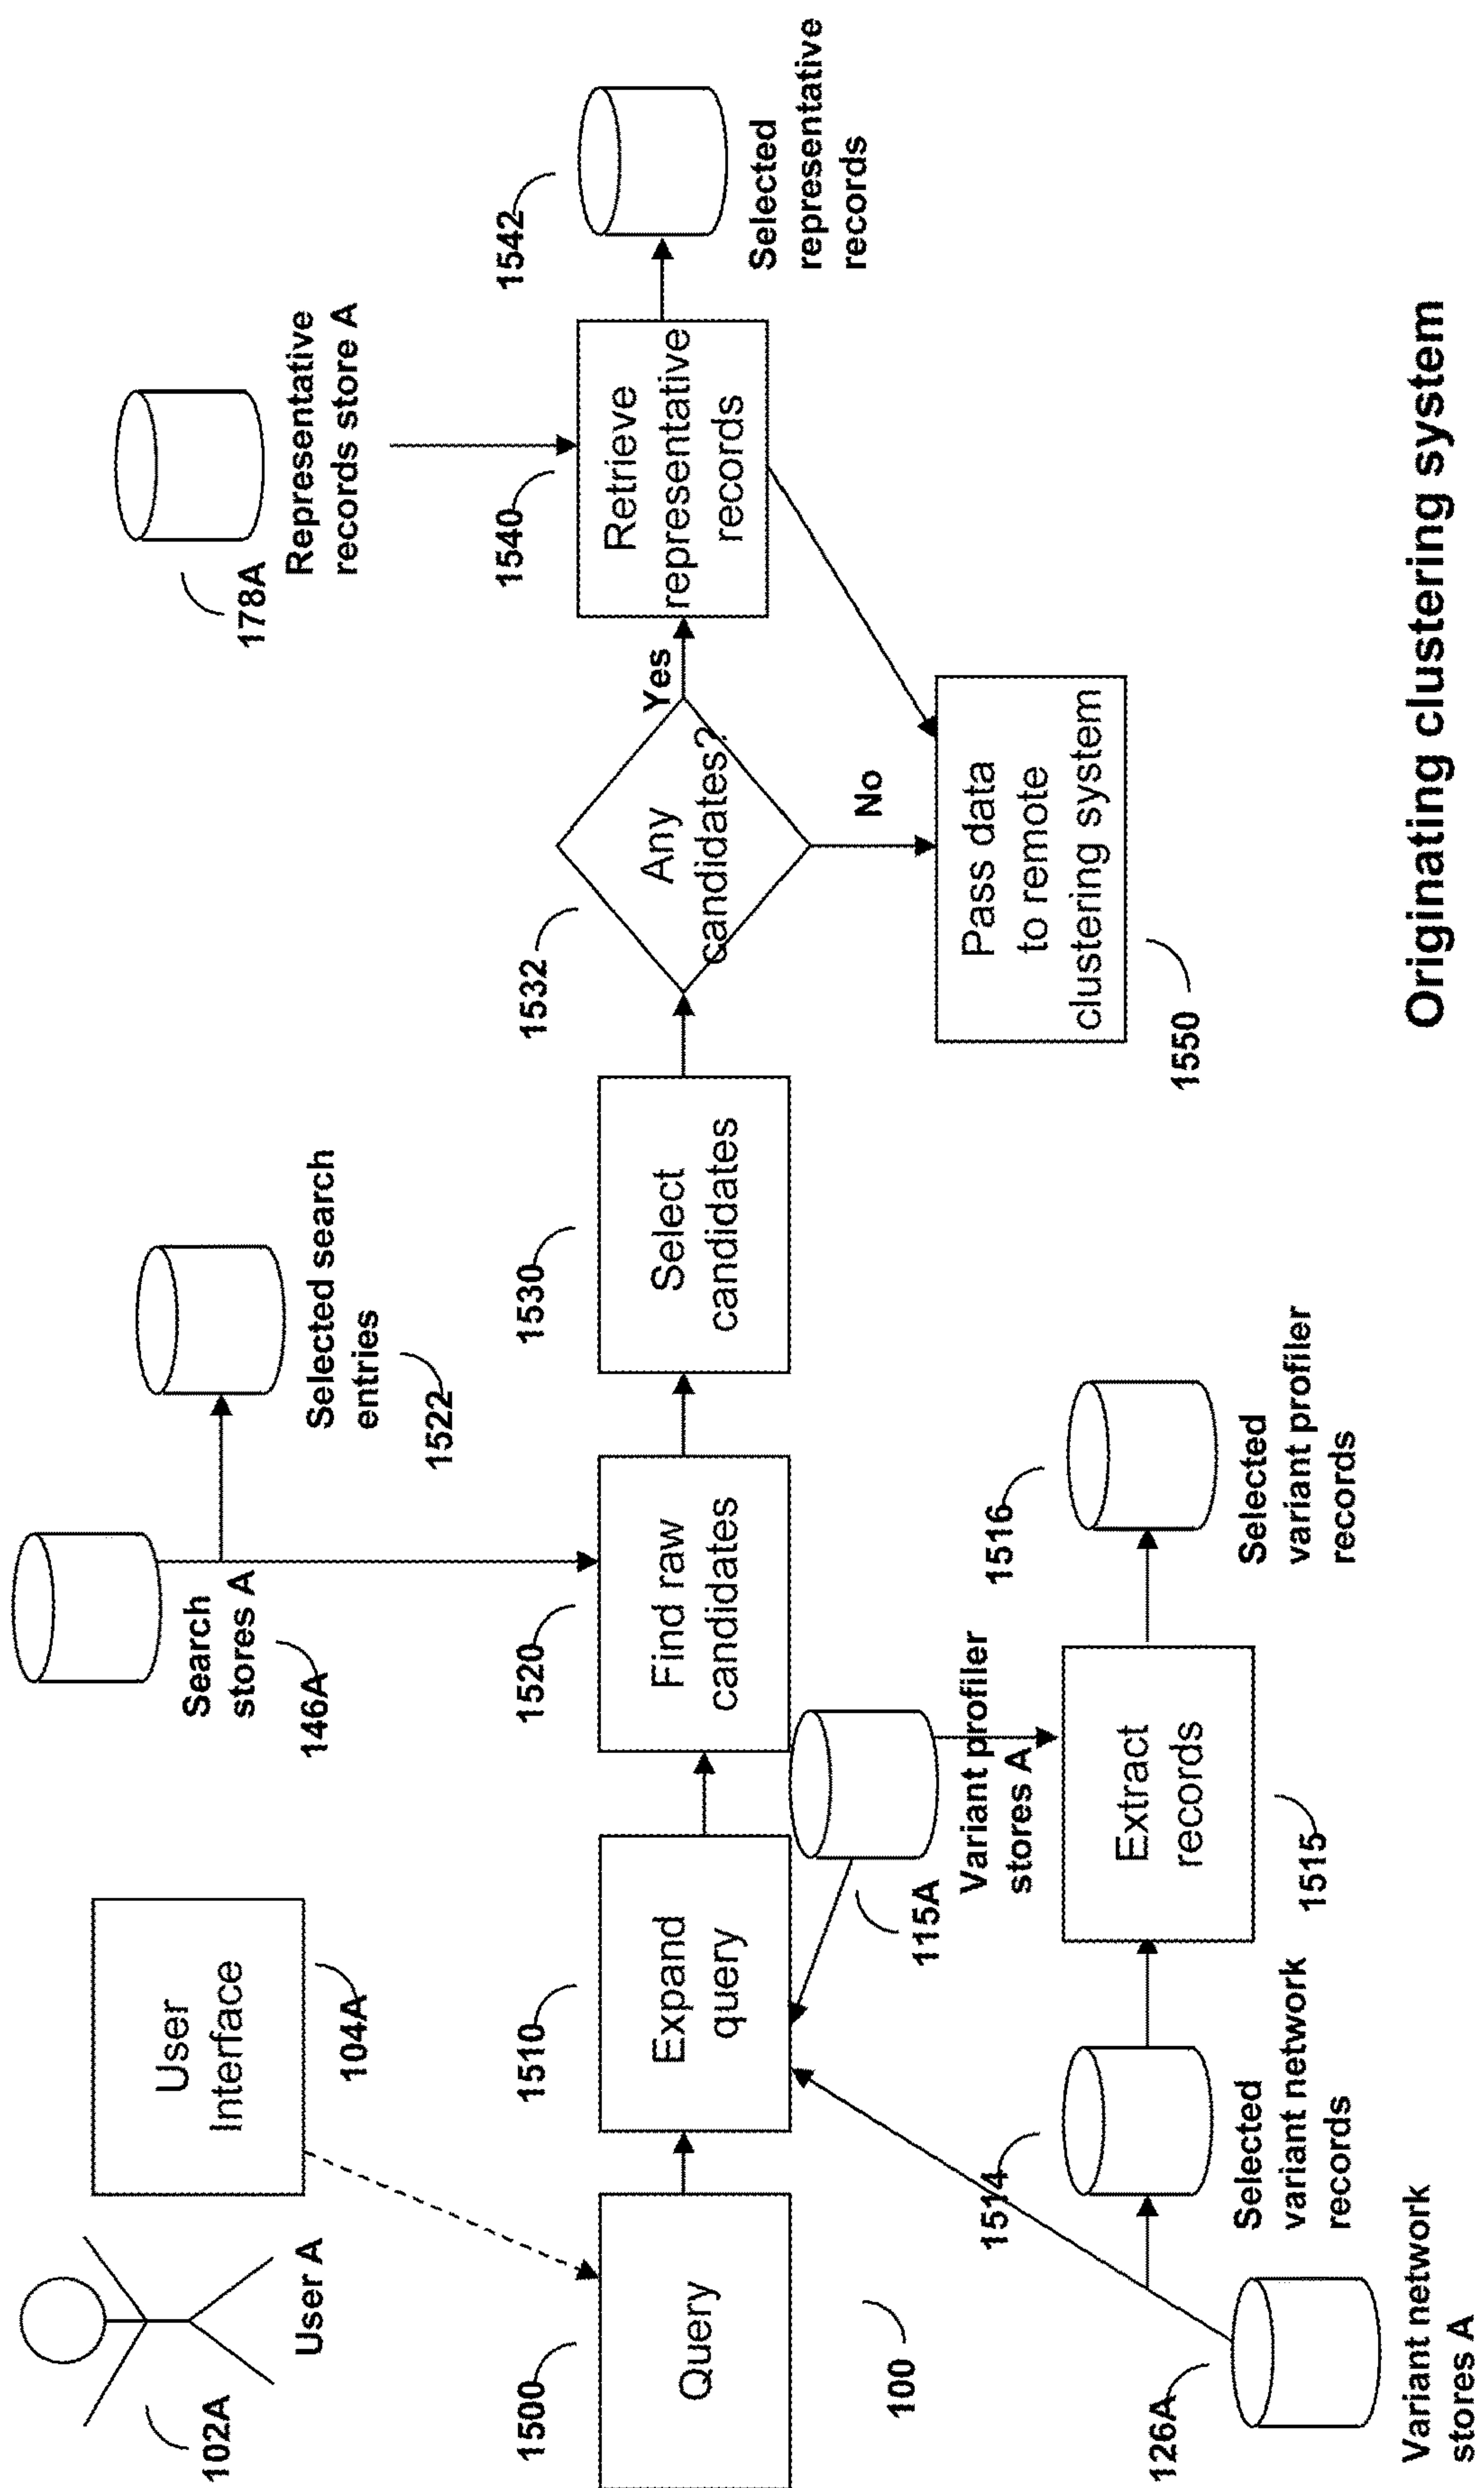 102A
User A
User
Interface
104A
Search
stores A
146A
Selected search
entries
1522
178A
Representative
records store A
1500
Query
100
1510
Expand
query
1520
Find raw
candidates
1530
Select
candidates
1532
Any
candidates?
Yes
No
1540
Retrieve
representative
records
1542
Selected
representative
records
Pass data
to remote
clustering system
1550
115A
Variant profiler
stores A
126A
Variant network
stores A
1514
Selected
variant network
records
Extract
records
1515
1516
Selected
variant profiler
records
Originating clustering system